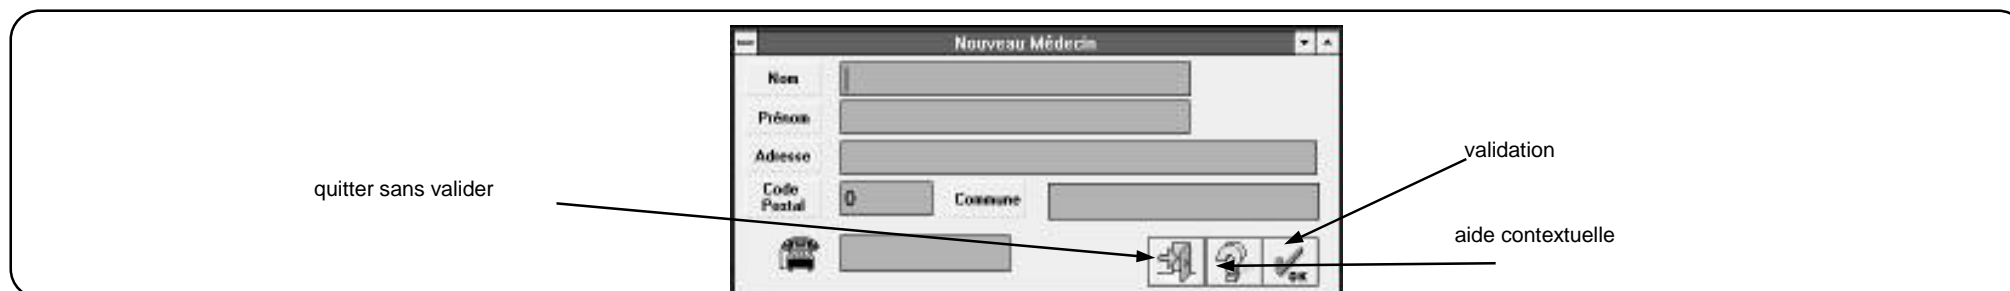 Nouveau Médecin
Nom
Prénom
validation
Adresse
quitter sans valider
Code
Postal
0
Commune
aide contextuelle
OK